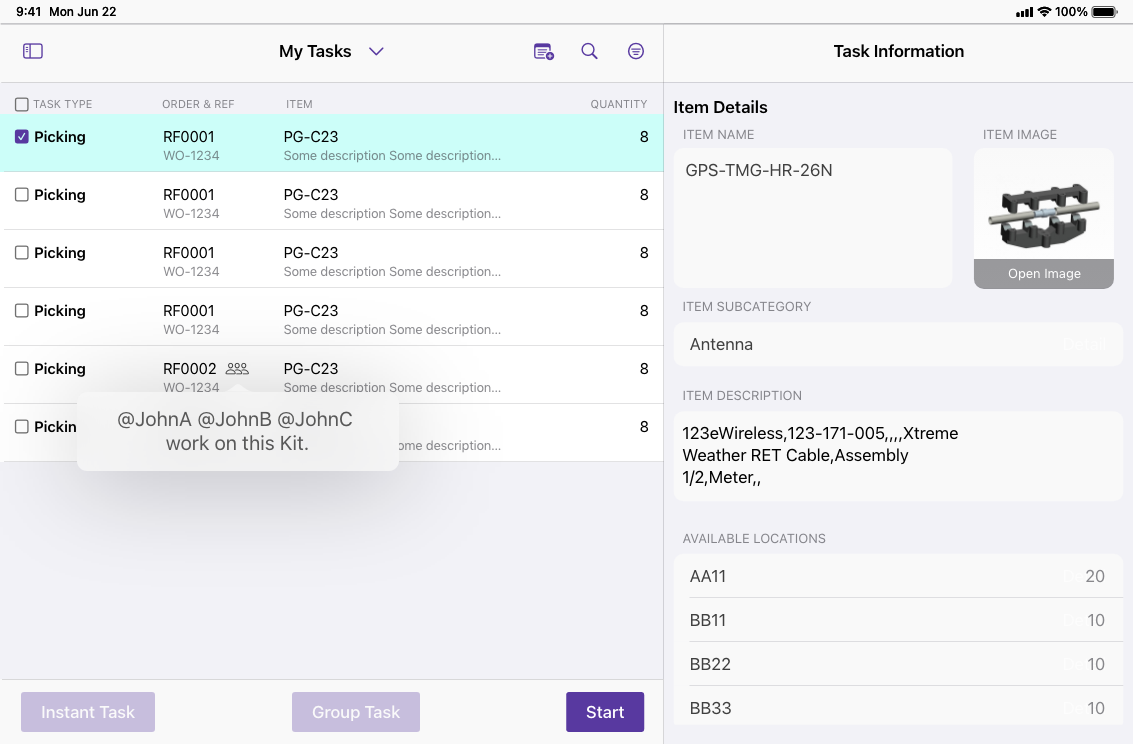 9:41 Mon Jun 22
100%
My Tasks
Task Information
TASK TYPE ORDER & REF ITEM QUANTITY
Picking RF0001 PG-C23 8
WO-1234 Some description Some description...
Picking RF0001 PG-C23 8
WO-1234 Some description Some description...
Picking RF0001 PG-C23 8
WO-1234 Some description Some description...
Picking RF0001 PG-C23 8
WO-1234 Some description Some description...
Picking RF0002 PG-C23 8
WO-1234 Some description Some description...
Pickin 8
ome description...
@JohnA @JohnB @JohnC
work on this Kit.
Instant Task Group Task Start
Item Details
ITEM NAME ITEM IMAGE
GPS-TMG-HR-26N
Open Image
ITEM SUBCATEGORY
Antenna
ITEM DESCRIPTION
123eWireless,123-171-005,,,,Xtreme
Weather RET Cable,Assembly
1/2,Meter,,
AVAILABLE LOCATIONS
AA11 20
BB11 10
BB22 10
BB33 10